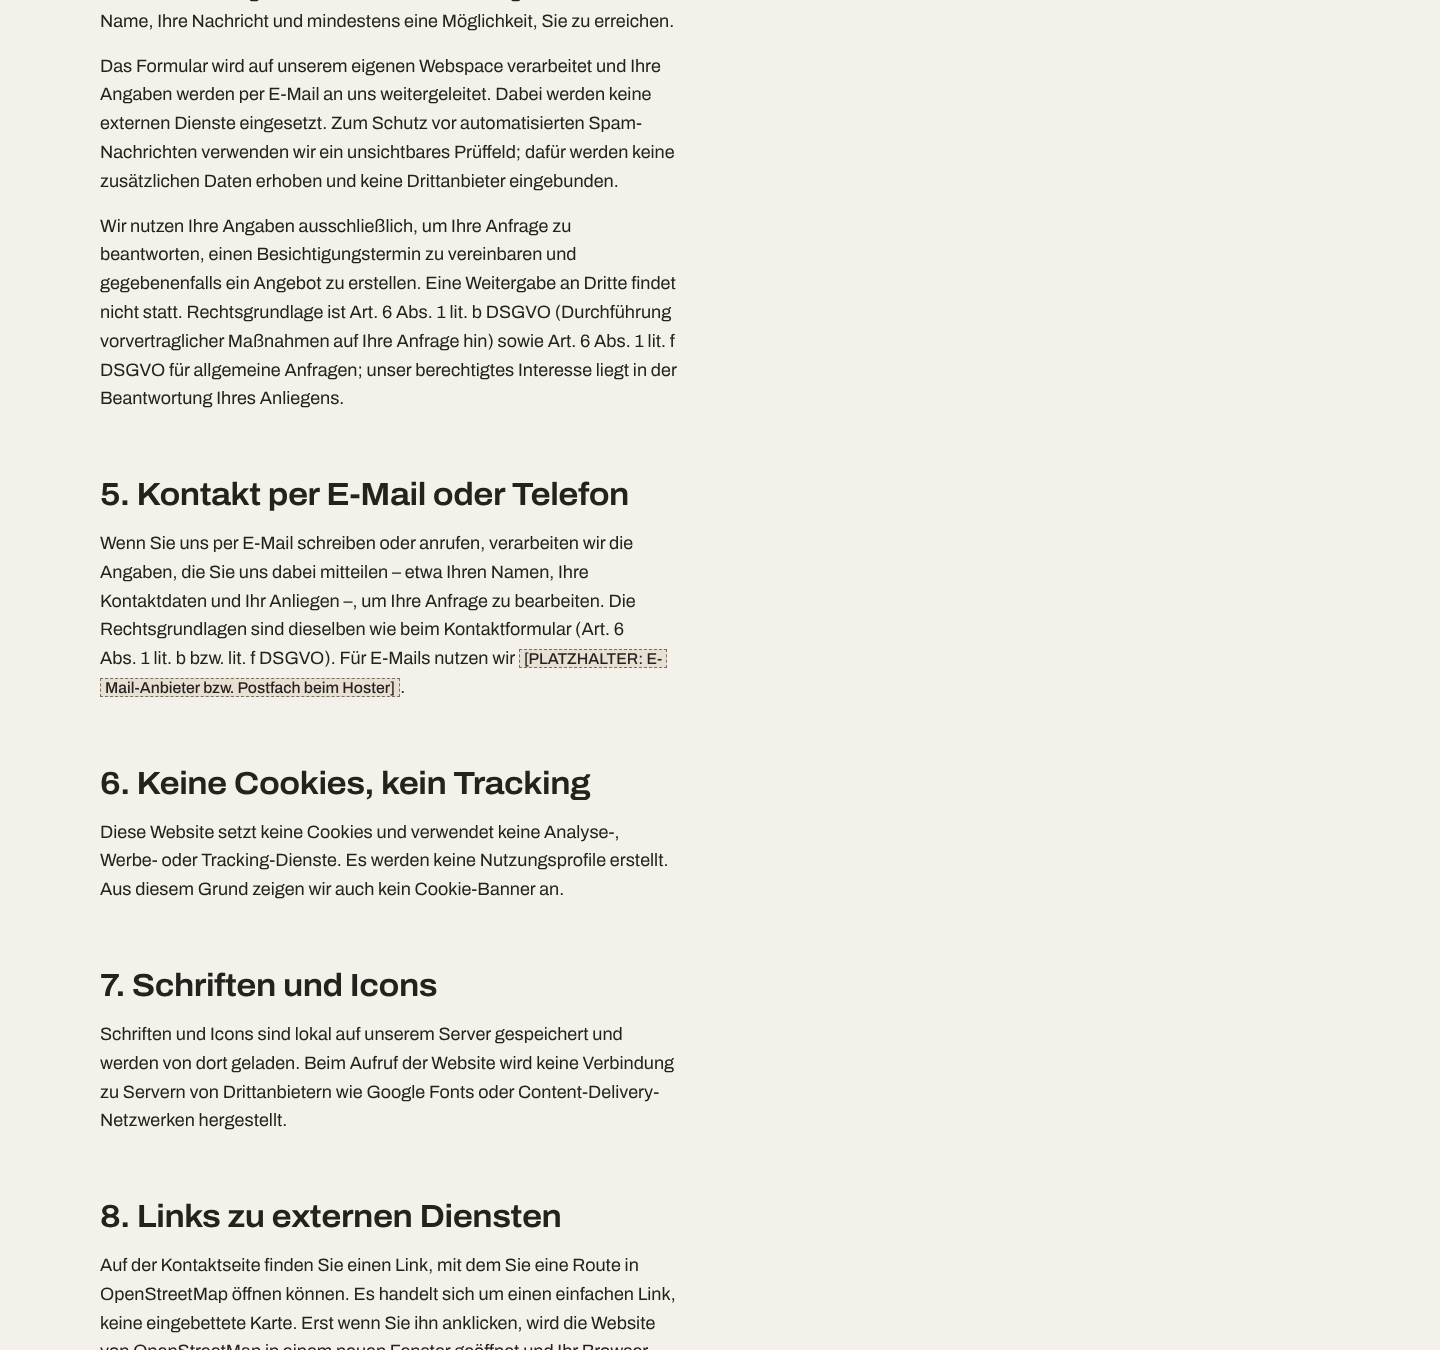 Name, Ihre Nachricht und mindestens eine Möglichkeit, Sie zu erreichen.
Das Formular wird auf unserem eigenen Webspace verarbeitet und Ihre
Angaben werden per E-Mail an uns weitergeleitet. Dabei werden keine
externen Dienste eingesetzt. Zum Schutz vor automatisierten Spam-
Nachrichten verwenden wir ein unsichtbares Prüffeld; dafür werden keine
zusätzlichen Daten erhoben und keine Drittanbieter eingebunden.
Wir nutzen Ihre Angaben ausschließlich, um Ihre Anfrage zu
beantworten, einen Besichtigungstermin zu vereinbaren und
gegebenenfalls ein Angebot zu erstellen. Eine Weitergabe an Dritte findet
nicht statt. Rechtsgrundlage ist Art. 6 Abs. 1 lit. b DSGVO (Durchführung
vorvertraglicher Maßnahmen auf Ihre Anfrage hin) sowie Art. 6 Abs. 1 lit. f
DSGVO für allgemeine Anfragen; unser berechtigtes Interesse liegt in der
Beantwortung Ihres Anliegens.
5. Kontakt per E-Mail oder Telefon
Wenn Sie uns per E-Mail schreiben oder anrufen, verarbeiten wir die
Angaben, die Sie uns dabei mitteilen – etwa Ihren Namen, Ihre
Kontaktdaten und Ihr Anliegen –, um Ihre Anfrage zu bearbeiten. Die
Rechtsgrundlagen sind dieselben wie beim Kontaktformular (Art. 6
Abs. 1 lit. b bzw. lit. f DSGVO). Für E-Mails nutzen wir [PLATZHALTER: E-
Mail-Anbieter bzw. Postfach beim Hoster].
6. Keine Cookies, kein Tracking
Diese Website setzt keine Cookies und verwendet keine Analyse-,
Werbe- oder Tracking-Dienste. Es werden keine Nutzungsprofile erstellt.
Aus diesem Grund zeigen wir auch kein Cookie-Banner an.
7. Schriften und Icons
Schriften und Icons sind lokal auf unserem Server gespeichert und
werden von dort geladen. Beim Aufruf der Website wird keine Verbindung
zu Servern von Drittanbietern wie Google Fonts oder Content-Delivery-
Netzwerken hergestellt.
8. Links zu externen Diensten
Auf der Kontaktseite finden Sie einen Link, mit dem Sie eine Route in
OpenStreetMap öffnen können. Es handelt sich um einen einfachen Link,
keine eingebettete Karte. Erst wenn Sie ihn anklicken, wird die Website
von OpenStreetMap in einem neuen Fenster geöffnet und Ihr Browser